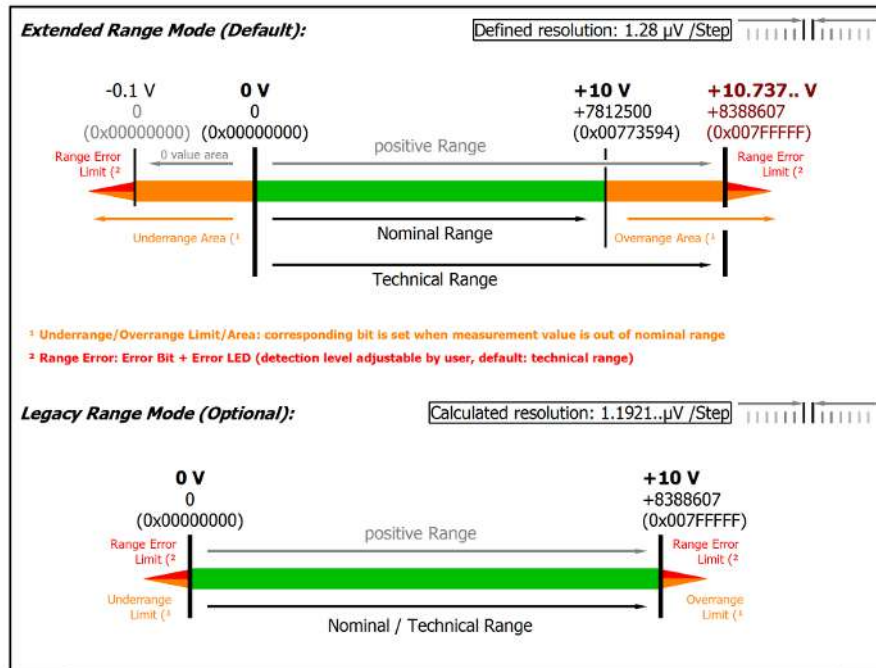 Extended Range Mode (Default):
Defined resolution: 1.28 µV /Step
-0.1 V
0 V
+10 V
+10.737.. V
0
0
+7812500
+8388607
(0x00000000)
(0x00000000)
(0x00773594)
(0x007FFFFF)
Range Error
Limit (²
0 value area
positive Range
Range Error
Limit (²
Underrange Area (¹
Nominal Range
Overrange Area (¹
Technical Range
¹ Underrange/Overrange Limit/Area: corresponding bit is set when measurement value is out of nominal range
² Range Error: Error Bit + Error LED (detection level adjustable by user, default: technical range)
Legacy Range Mode (Optional):
Calculated resolution: 1.1921..µV /Step
0 V
+10 V
0
+8388607
(0x00000000)
(0x007FFFFF)
Range Error
Limit (²
positive Range
Range Error
Limit (²
Underrange
Limit (¹
Overrange
Limit (¹
Nominal / Technical Range